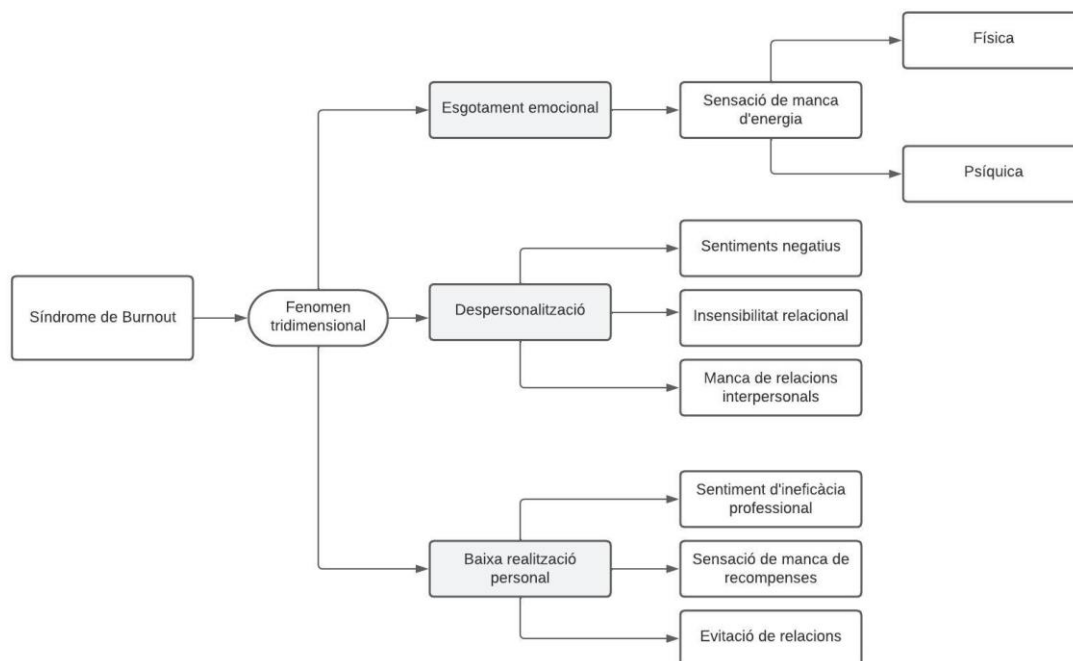 Síndrome de Burnout
Fenomen
tridimensional
Esgotament emocional
Sensació de manca
d'energia
Física
Psíquica
Despersonalització
Sentiments negatius
Insensibilitat relacional
Manca de relacions
interpersonals
Baixa realització
personal
Sentiment d'ineficàcia
professional
Sensació de manca de
recompenses
Evitació de relacions